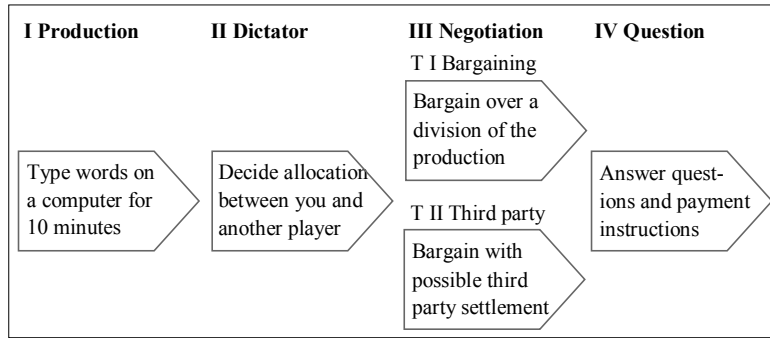 I Production
II Dictator
III Negotiation
IV Question
T I Bargaining
Bargain over a
division of the
production
Type words on
a computer for
10 minutes
Decide allocation
between you and
another player
T II Third party
Bargain with
possible third
party settlement
Answer quest-
ions and payment
instructions